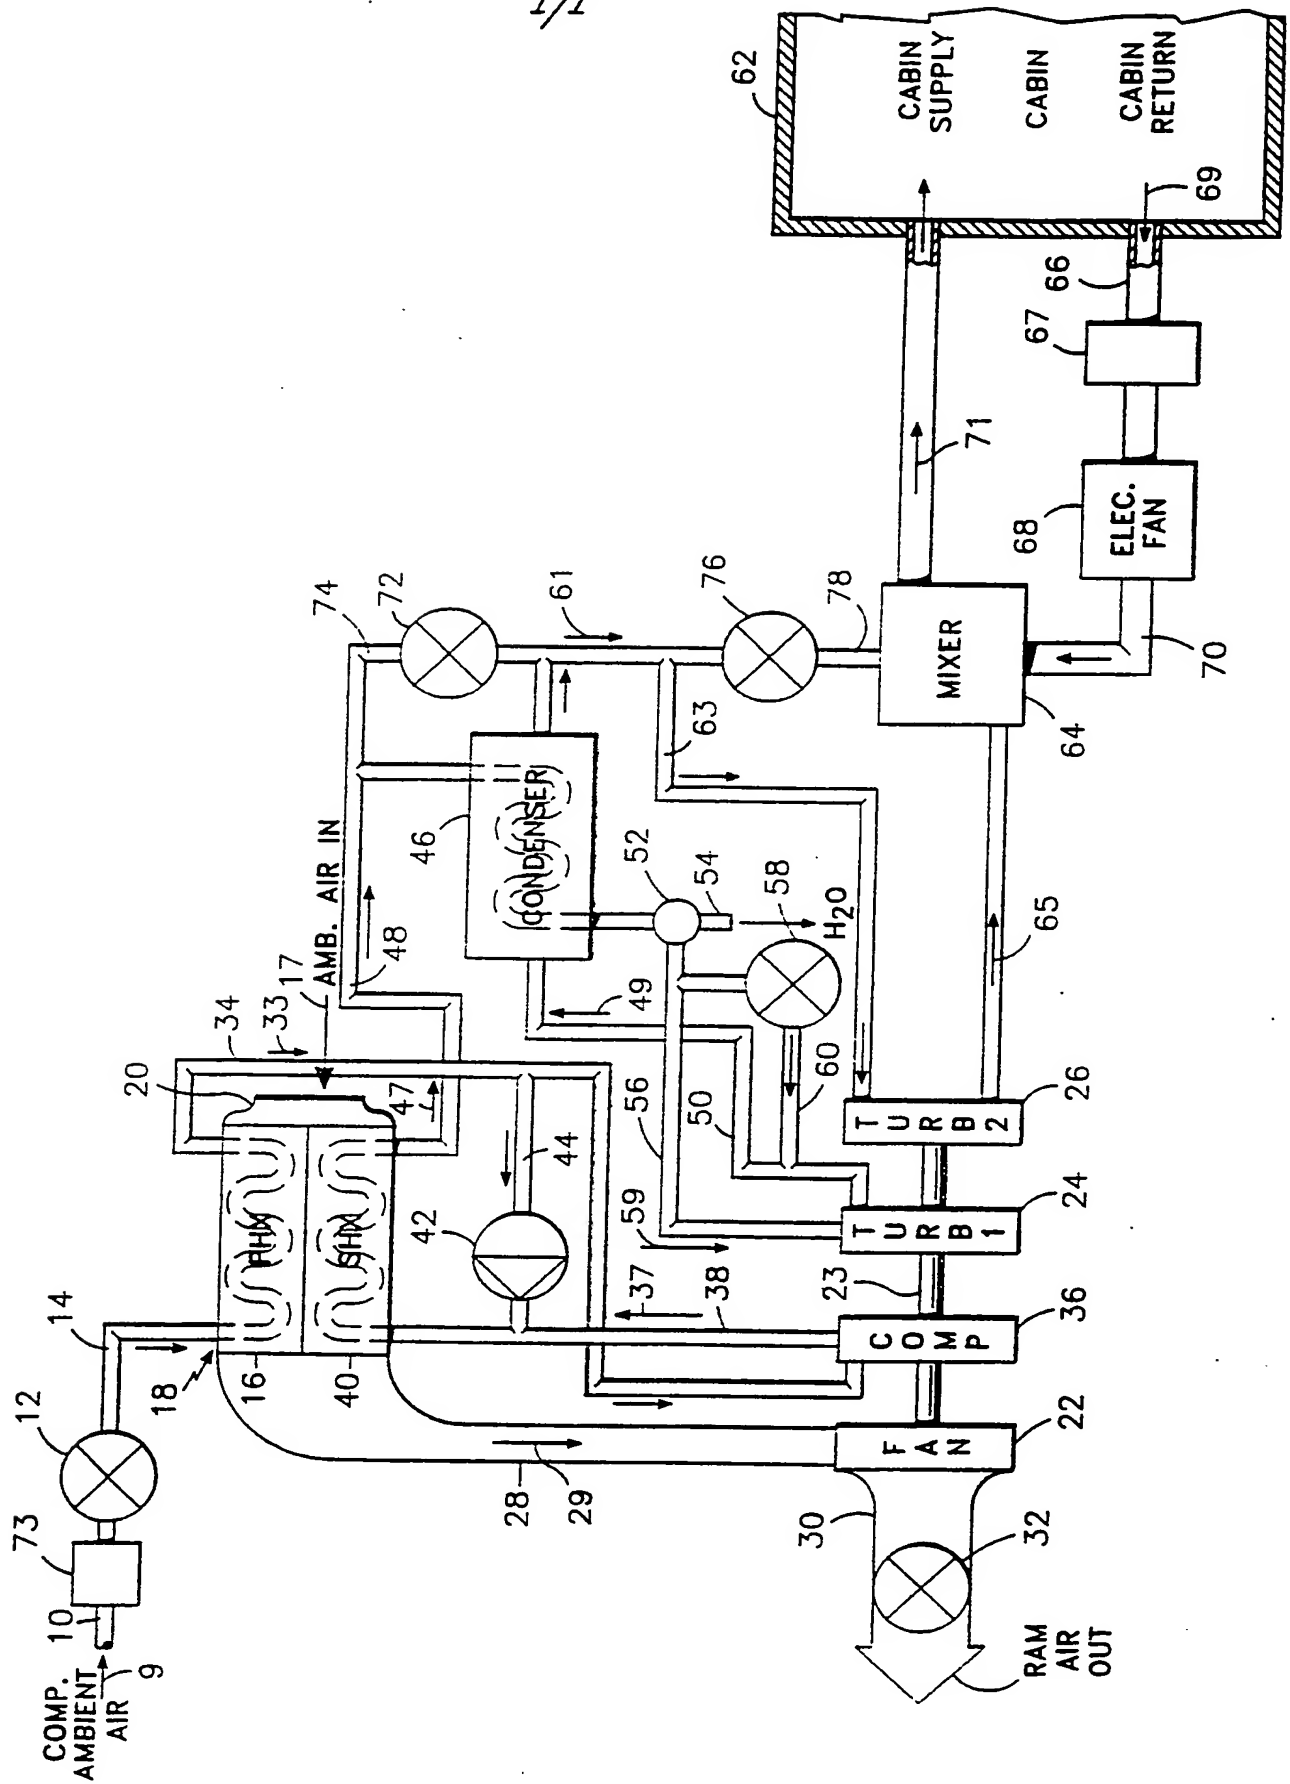 1/1
COMP.
AMBIENT
AIR
9
10
73
12
14
18
16
40
PHX
SHX
20
34
33
17
AMB. AIR IN
47
48
74
72
61
76
78
46
CONDENSER
52
54
H2O
58
49
56
50
60
63
59
44
42
37
38
28
29
30
32
RAM
AIR
OUT
FAN
22
COMP
36
23
TURB 1
24
TURB 2
26
65
MIXER
64
70
ELEC.
FAN
68
67
66
69
71
62
CABIN
SUPPLY
CABIN
CABIN
RETURN